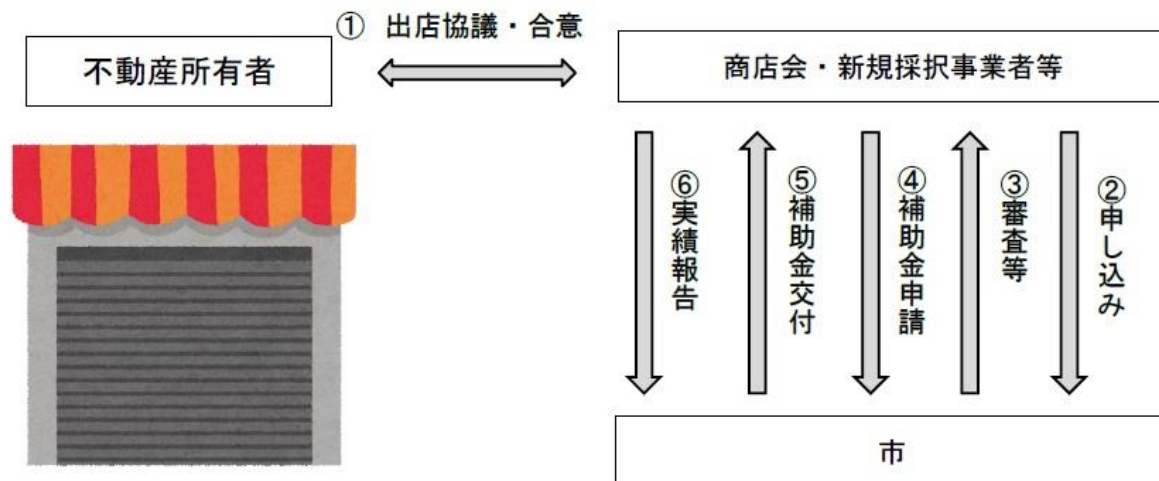 ① 出店協議・合意
不動産所有者
商店会・新規採択事業者等
⑥実績報告
⑤補助金交付
④補助金申請
③審査等
②申し込み
市